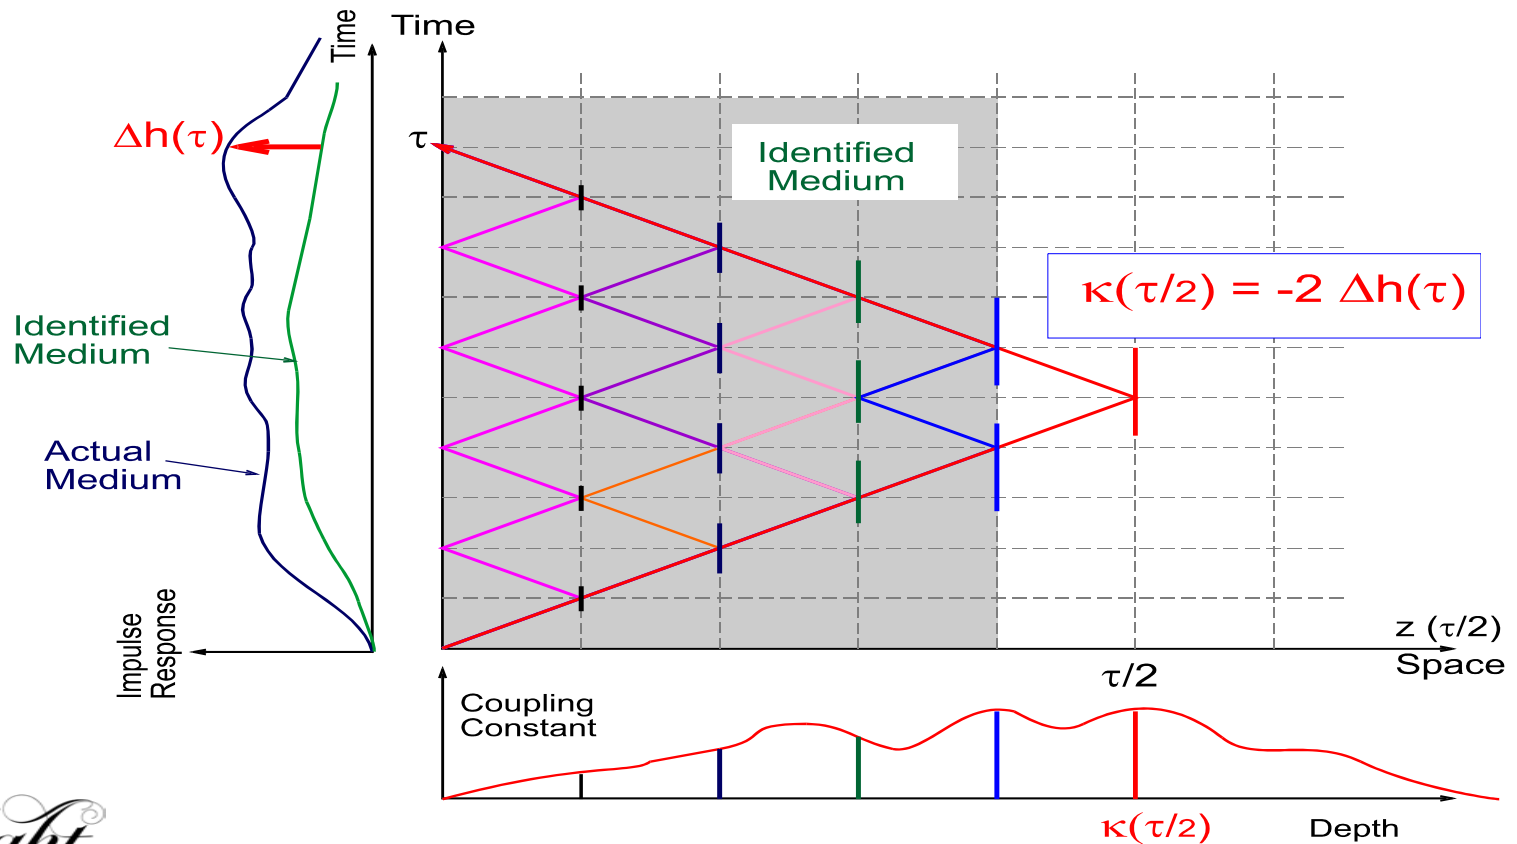 Time
Time
Δh(τ)
τ
Identified
Medium
κ(τ/2) = -2 Δh(τ)
Identified
Medium
Actual
Medium
Impulse
Response
z (τ/2)
Space
τ/2
Coupling
Constant
κ(τ/2)
Depth